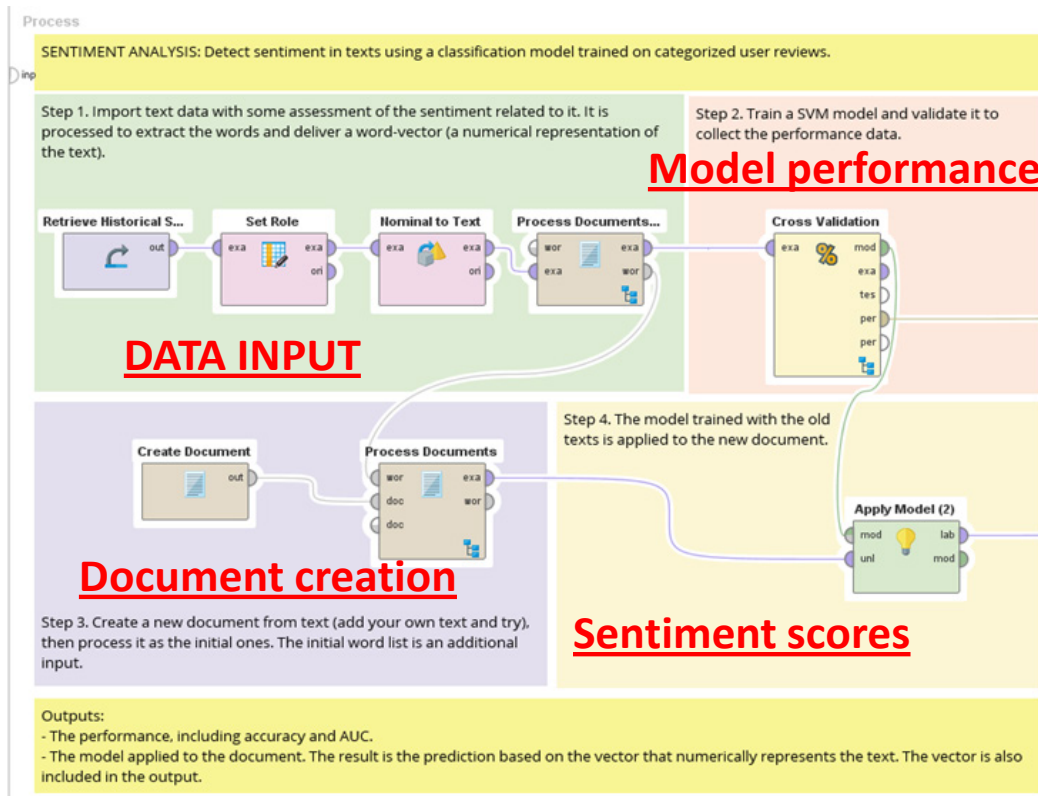 Process
SENTIMENT ANALYSIS: Detect sentiment in texts using a classification model trained on categorized user reviews.
inp
Step 1. Import text data with some assessment of the sentiment related to it. It is
processed to extract the words and deliver a word-vector (a numerical representation of
the text).
Step 2. Train a SVM model and validate it to
collect the performance data.
Model performance
Retrieve Historical S...
out
Set Role
exa
exa
ori
Nominal to Text
exa
exa
ori
Process Documents...
wor
exa
exa
wor
Cross Validation
exa
mod
exa
tes
per
per
DATA INPUT
Create Document
out
Process Documents
wor
exa
doc
wor
doc
Document creation
Step 3. Create a new document from text (add your own text and try),
then process it as the initial ones. The initial word list is an additional
input.
Step 4. The model trained with the old
texts is applied to the new document.
Apply Model (2)
mod
lab
unl
mod
Sentiment scores
Outputs:
- The performance, including accuracy and AUC.
- The model applied to the document. The result is the prediction based on the vector that numerically represents the text. The vector is also
included in the output.